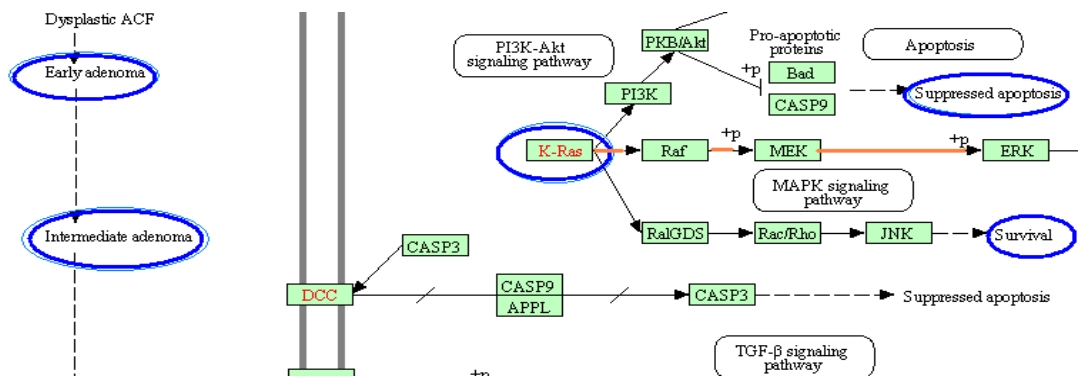 Dysplastic ACF
Early adenoma
Intermediate adenoma
PI3K-Akt
signaling pathway
PKB/Akt
Pro-apoptotic
proteins
Apoptosis
+p
Bad
CASP9
Suppressed apoptosis
PI3K
K-Ras
Raf
+p
MEK
+p
ERK
MAPK signaling
pathway
RalGDS
Rac/Rho
JNK
Survival
CASP3
DCC
CASP9
APPL
CASP3
Suppressed apoptosis
TGF-β signaling
pathway
+p